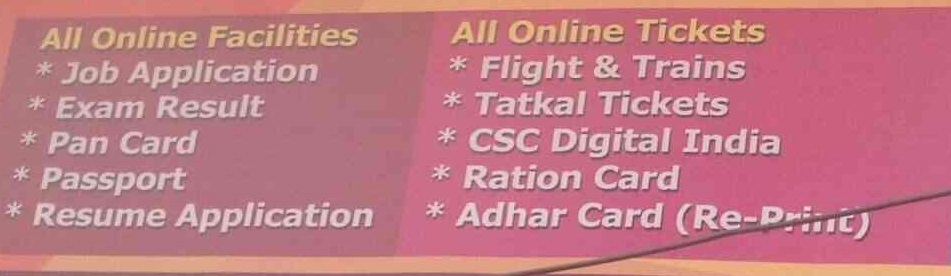 All Online Facilities
* Job Application
* Exam Result
* Pan Card
* Passport
* Resume Application
All Online Tickets
* Flight & Trains
* Tatkal Tickets
* CSC Digital India
* Ration Card
* Adhar Card (Re-Print)